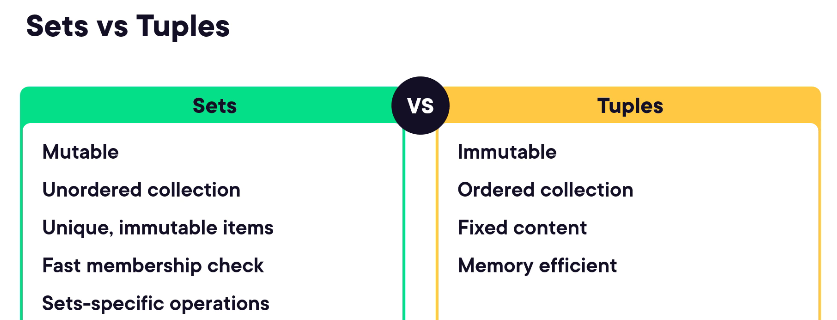 Sets vs Tuples
Sets
VS
Tuples
Mutable
Unordered collection
Unique, immutable items
Fast membership check
Sets-specific operations
Immutable
Ordered collection
Fixed content
Memory efficient